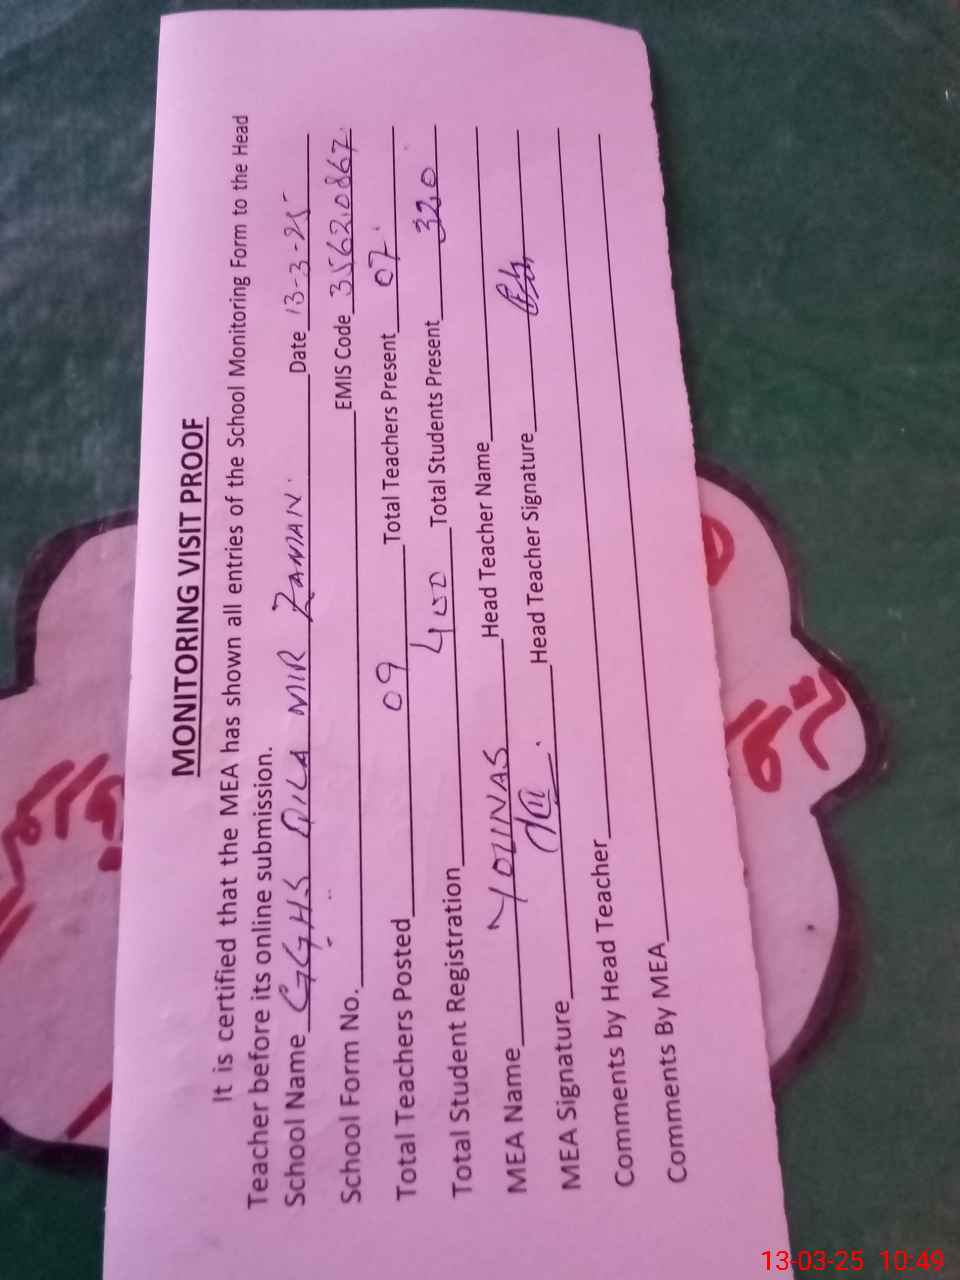 MONITORING VISIT PROOF
It is certified that the MEA has shown all entries of the School Monitoring Form to the Head
Teacher before its online submission.
School Name GGHS QILA MIR ZAMAN. Date 13-3-25
School Form No. EMIS Code 35620867
Total Teachers Posted 09 Total Teachers Present 07
Total Student Registration 400 Total Students Present 320
MEA Name YOUNAS Head Teacher Name
MEA Signature Head Teacher Signature
Comments by Head Teacher
Comments By MEA
13-03-25 10:49